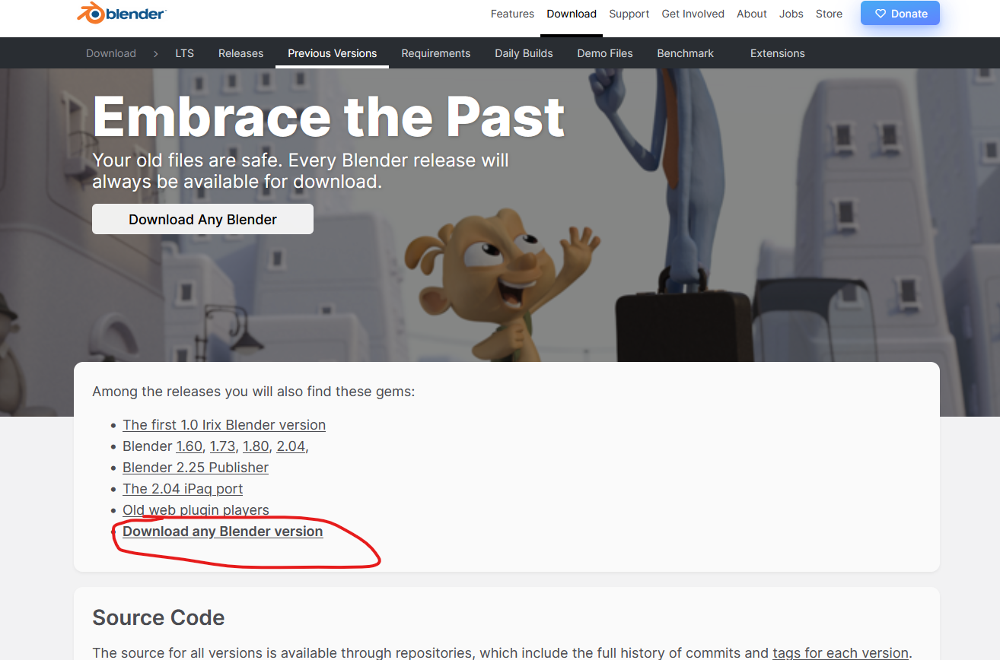 blender
Features Download Support Get Involved About Jobs Store Donate
Download > LTS Releases Previous Versions Requirements Daily Builds Demo Files Benchmark Extensions
Embrace the Past
Your old files are safe. Every Blender release will
always be available for download.
Download Any Blender
Among the releases you will also find these gems:
• The first 1.0 Irix Blender version
• Blender 1.60, 1.73, 1.80, 2.04,
• Blender 2.25 Publisher
• The 2.04 iPaq port
• Old web plugin players
• Download any Blender version
Source Code
The source for all versions is available through repositories, which include the full history of commits and tags for each version.